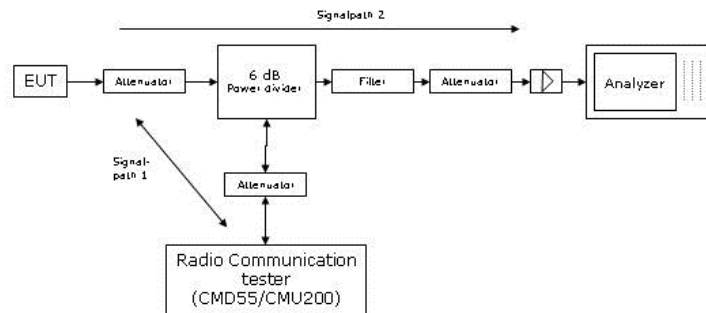 Signalpath 2
EUT
Attenuator
6 dB
Power divider
Filter
Attenuator
Analyzer
Signal-
path 1
Attenuator
Radio Communication
tester
(CMD55/CMU200)